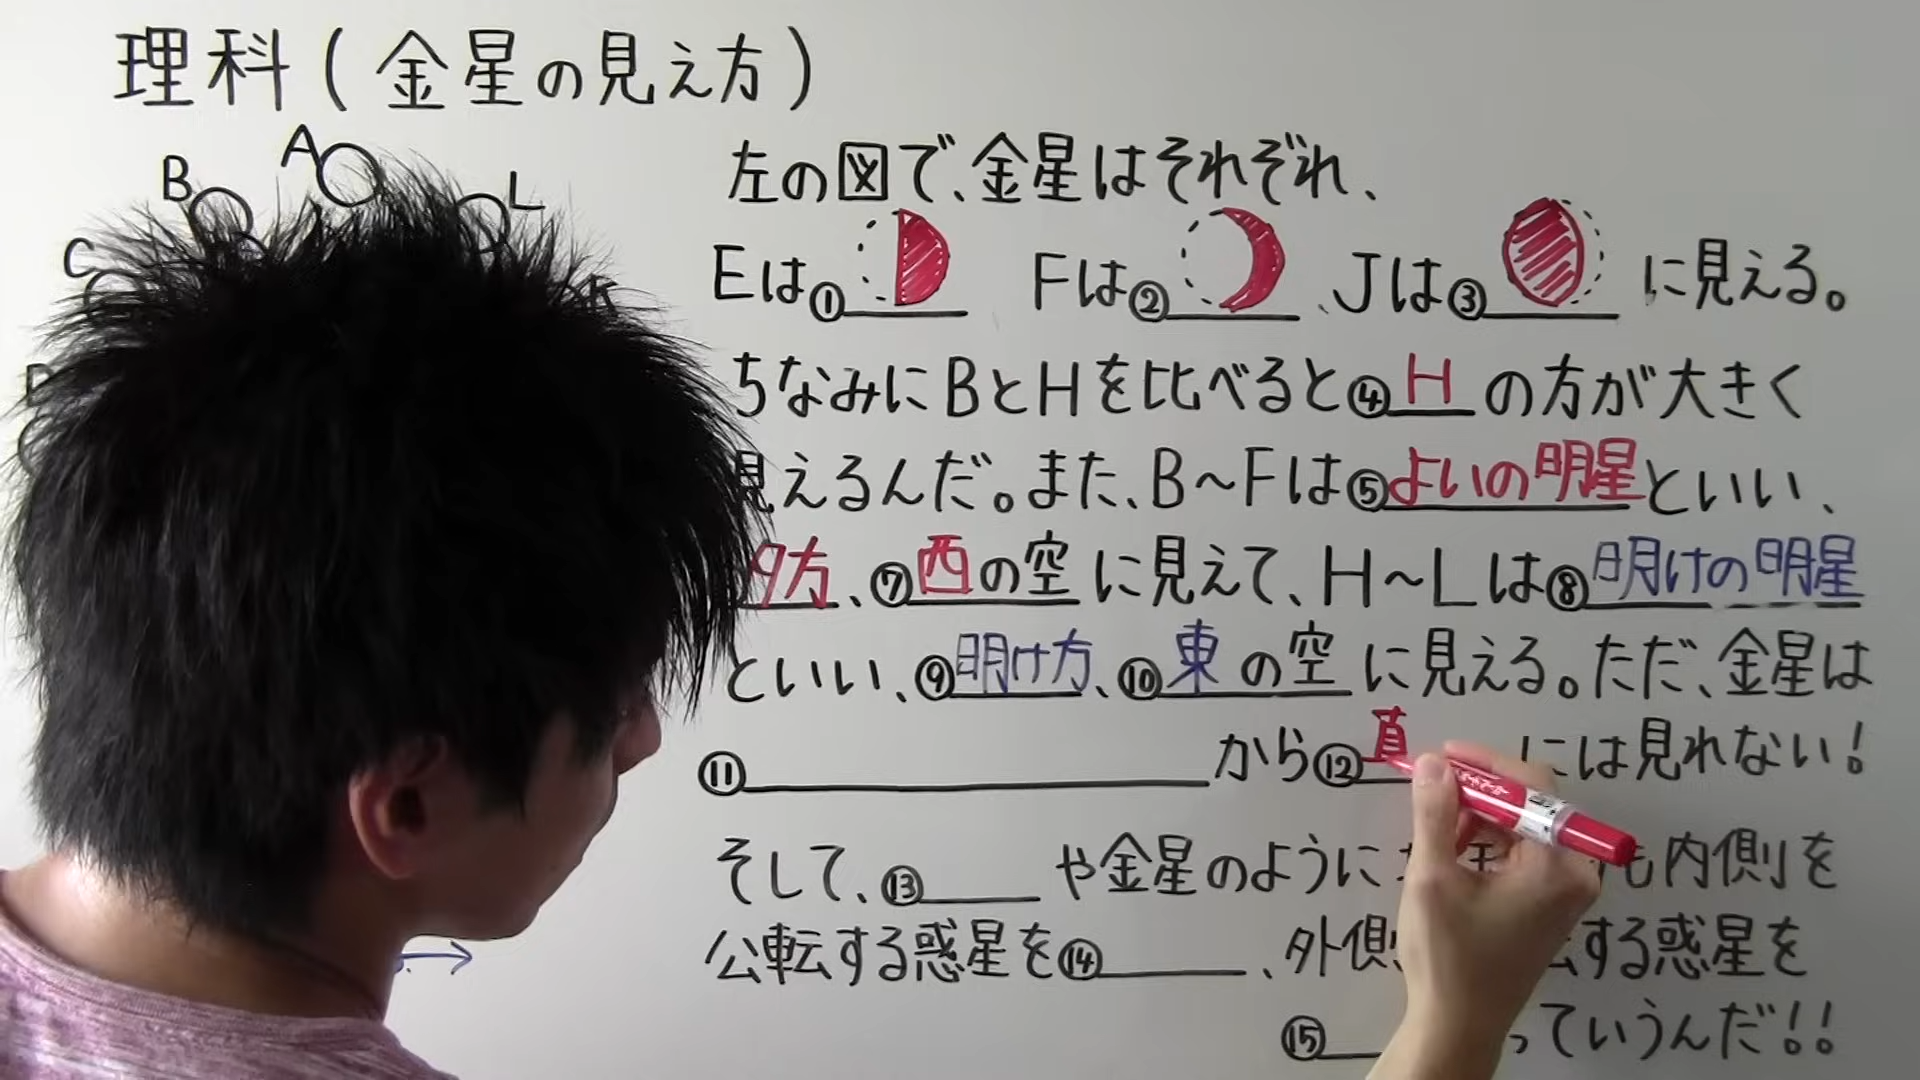 理科(金星の見え方)
A
B
L
C
左の図で、金星はそれぞれ、
Eは① Fは② 、Jは③ に見える。
ちなみにBとHを比べると④Hの方が大きく
見えるんだ。また、B～Fは⑤よいの明星といい、
夕方、⑦西の空に見えて、H～Lは⑧明けの明星
といい、⑨明け方、⑩東の空に見える。ただ、金星は
⑪ から⑫直 には見れない!
そして、⑬ や金星のように も内側を
公転する惑星を⑭ 、外側 する惑星を
⑮ っていうんだ!!